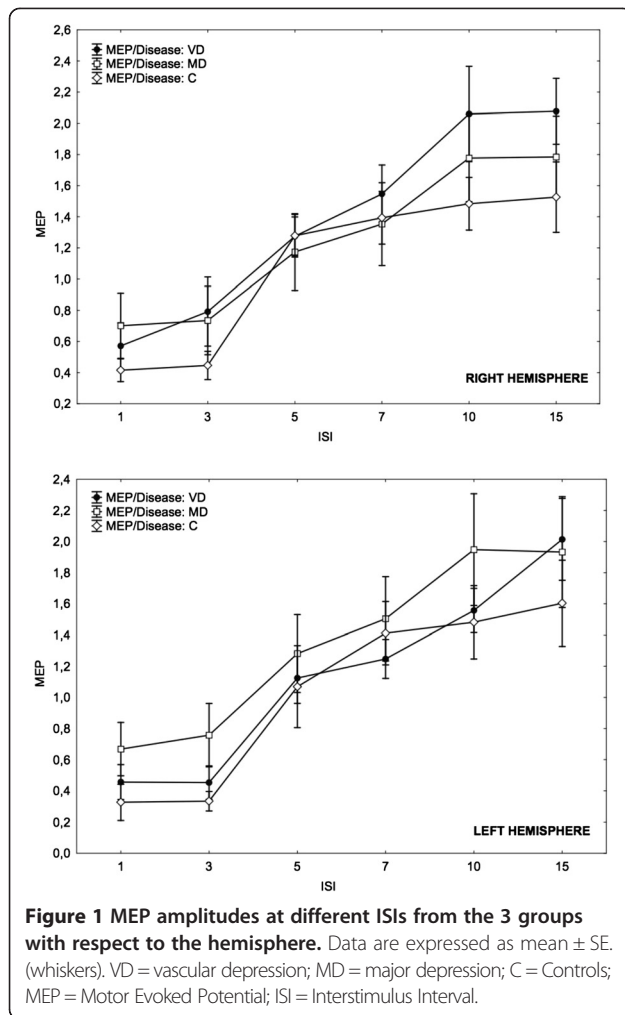 2,6
2,4
2,2
2,0
1,8
1,6
1,4
1,2
1,0
0,8
0,6
0,4
0,2
MEP
MEP/Disease: VD
MEP/Disease: MD
MEP/Disease: C
RIGHT HEMISPHERE
1 3 5 7 10 15
ISI
2,4
2,2
2,0
1,8
1,6
1,4
1,2
1,0
0,8
0,6
0,4
0,2
0,0
MEP
MEP/Disease: VD
MEP/Disease: MD
MEP/Disease: C
LEFT HEMISPHERE
1 3 5 7 10 15
ISI
Figure 1 MEP amplitudes at different ISIs from the 3 groups
with respect to the hemisphere. Data are expressed as mean ± SE.
(whiskers). VD = vascular depression; MD = major depression; C = Controls;
MEP = Motor Evoked Potential; ISI = Interstimulus Interval.